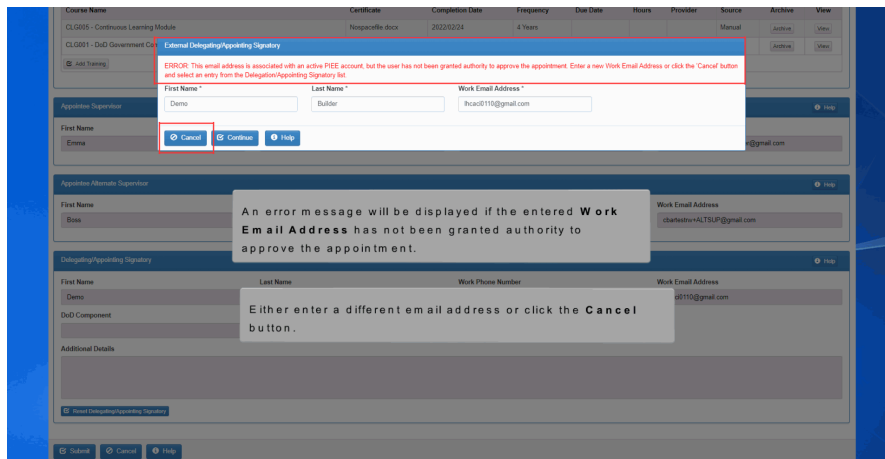 Course Name Certificate Completion Date Frequency Due Date Hours Provider Source Archive View
CLG005 - Continuous Learning Module Nospacefile.docx 2022/02/24 4 Years Manual Archive View
CLG001 - DoD Government Com Archive View
Add Training
External Delegating/Appointing Signatory
ERROR: This email address is associated with an active PIEE account, but the user has not been granted authority to approve the appointment. Enter a new Work Email Address or click the 'Cancel' button
and select an entry from the Delegation/Appointing Signatory list.
First Name * Last Name * Work Email Address *
Demo Builder lhcaci0110@gmail.com
Cancel Continue Help
Appointee Supervisor Help
First Name
Emma @gmail.com
Appointee Alternate Supervisor Help
First Name Work Email Address
Bose cbartestnv+ALTSUP@gmail.com
An error message will be displayed if the entered Work
Email Address has not been granted authority to
approve the appointment.
Delegating/Appointing Signatory Help
First Name Last Name Work Phone Number Work Email Address
Demo ci0110@gmail.com
Either enter a different email address or click the Cancel
button.
DoD Component
Additional Details
Reset Delegating/Appointing Signatory
Submit Cancel Help